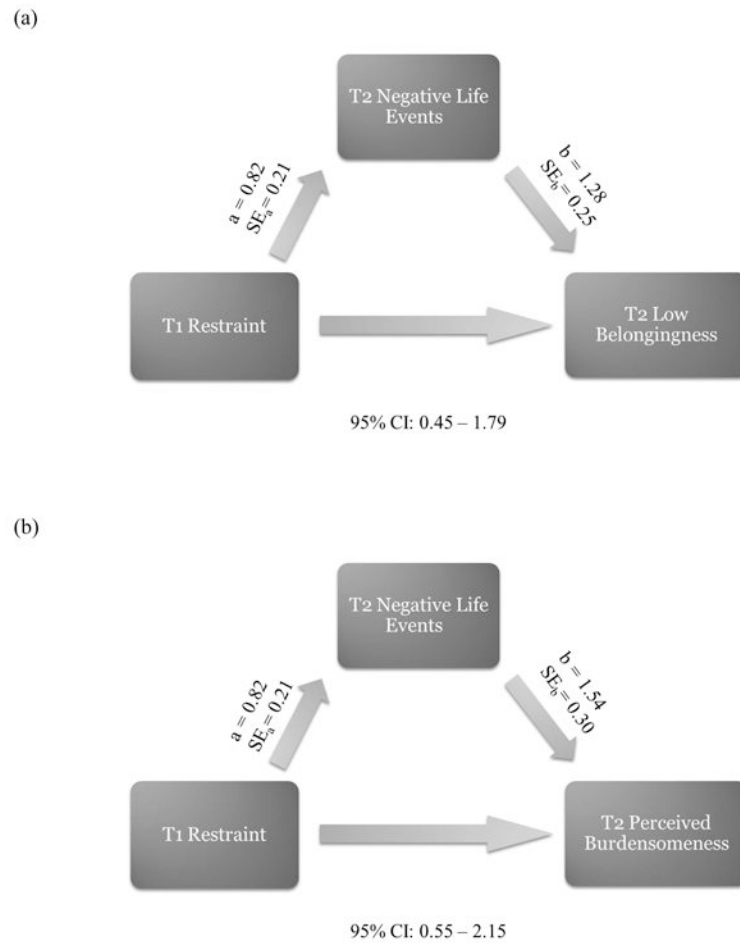 (a)
T2 Negative Life
Events
a = 0.82
SEa = 0.21
b = 1.28
SEb = 0.25
T1 Restraint
T2 Low
Belongingness
95% CI: 0.45 – 1.79
(b)
T2 Negative Life
Events
a = 0.82
SEa = 0.21
b = 1.54
SEb = 0.30
T1 Restraint
T2 Perceived
Burdensomeness
95% CI: 0.55 – 2.15